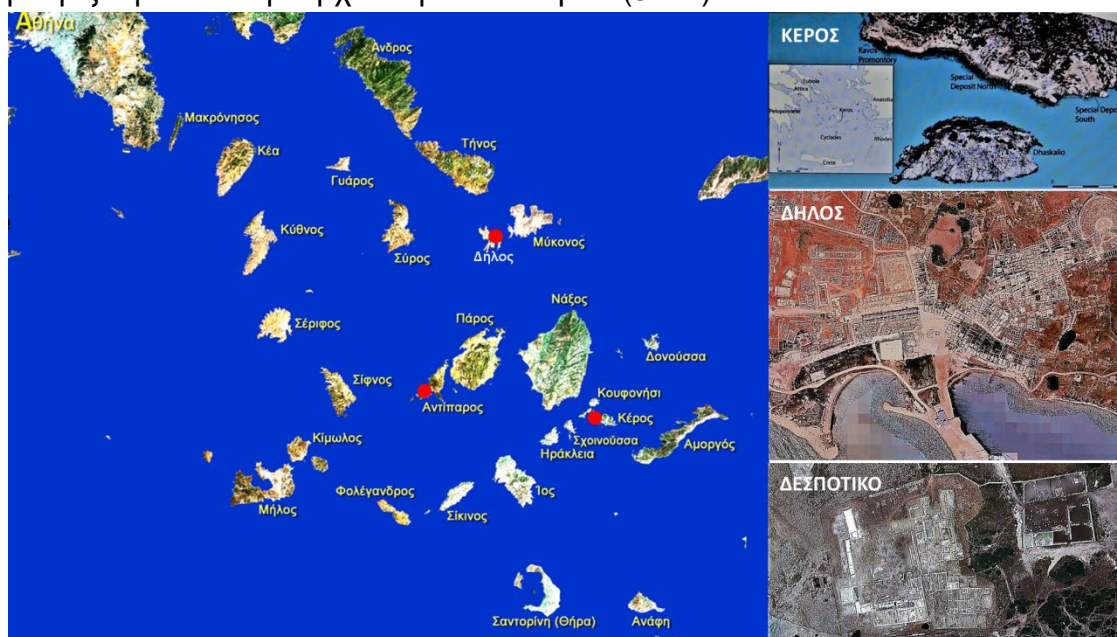 Αθήνα
Άνδρος
Μακρόνησος
Κέα
Τήνος
Γυάρος
Κύθνος
Σύρος
Δήλος
Μύκονος
Νάξος
Πάρος
Σέριφος
Δονούσσα
Σίφνος
Αντίπαρος
Κουφονήσι
Κέρος
Σχοινούσσα
Ηράκλεια
Αμοργός
Κίμωλος
Μήλος
Φολέγανδρος
Σίκινος
Ίος
Σαντορίνη (Θήρα)
Ανάφη
ΚΕΡΟΣ
Kavos
Promontory
Special
Deposit North
Special Depo
South
Dhaskalio
Euboia
Attica
Peloponnese
Keros
Anatolia
Cyclades
Rhodes
Crete
N
ΔΗΛΟΣ
ΔΕΣΠΟΤΙΚΟ